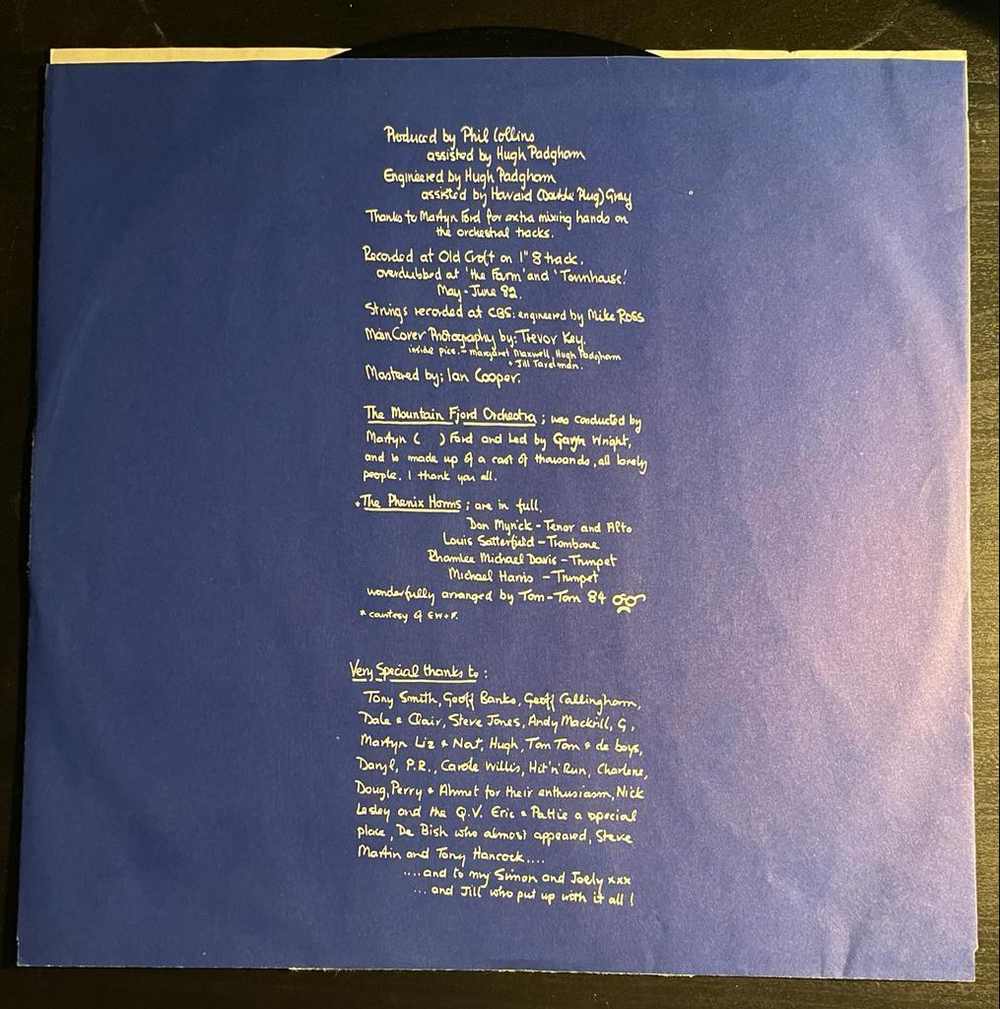 Produced by Phil Collins
assisted by Hugh Padgham
Engineered by Hugh Padgham
assisted by Howard (Double Plug) Gray
Thanks to Martyn Ford for extra mixing hands on
the orchestral tracks.
Recorded at Old Croft on 1" 8 track.
overdubbed at 'the Farm' and 'Townhouse'.
May - June 82.
Strings recorded at CBS: engineered by Mike Ross
Main Cover Photography by: Trevor Key.
inside pics. - Margaret Maxwell, Hugh Padgham
+ Jill Tavelman.
Mastered by; Ian Cooper.
The Mountain Fjord Orchestra ; was conducted by
Martyn ( ) Ford and Led by Gavyn Wright,
and is made up of a cast of thousands, all lovely
people. I thank you all.
* The Phenix Horns ; are in full.
Don Myrick - Tenor and Alto
Louis Satterfield - Trombone
Rhamlee Michael Davis - Trumpet
Michael Harris - Trumpet
wonderfully arranged by Tom-Tom 84
* courtesy of EW+F.
Very Special thanks to :
Tony Smith, Geoff Banks, Geoff Callingham,
Dale & Clair, Steve Jones, Andy Mackrill, G,
Martyn Liz & Nat, Hugh, Tom Tom & de boys,
Daryl, P.R., Carole Willis, Hit'n'Run, Charlene,
Doug, Perry & Ahmet for their enthusiasm, Nick
Lesley and the Q.V. Eric & Pattie a special
place, De Bish who almost appeared, Steve
Martin and Tony Hancock....
....and to my Simon and Joely xxx
... and Jill who put up with it all !